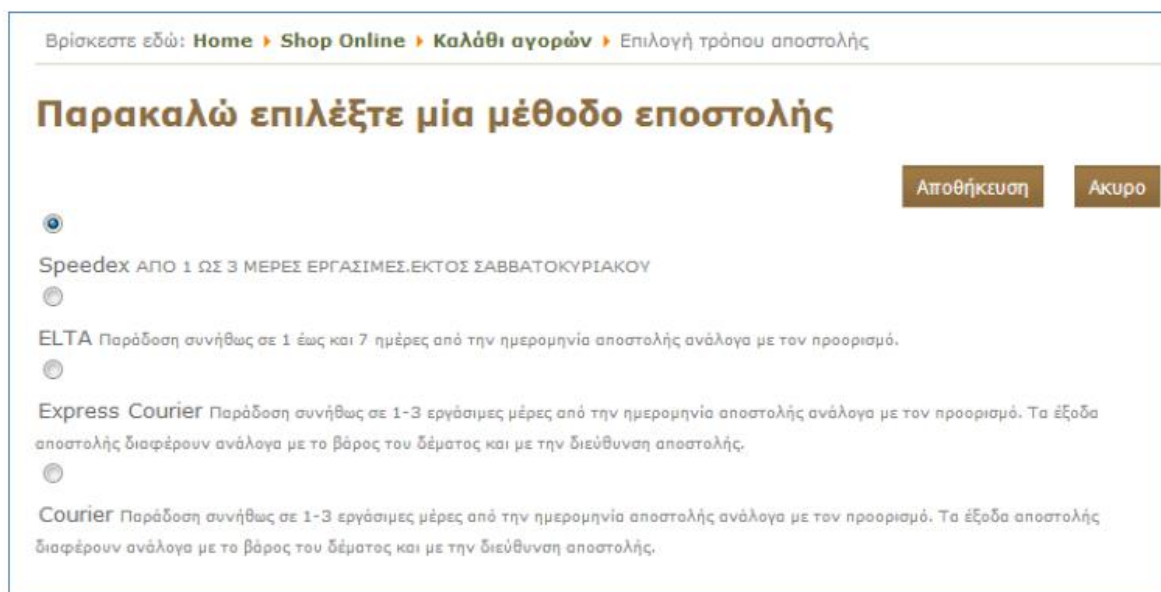 Βρίσκεστε εδώ: Home Shop Online Καλάθι αγορών Επιλογή τρόπου αποστολής
Παρακαλώ επιλέξτε μία μέθοδο εποστολής
Αποθήκευση Ακυρο
Speedex ΑΠΟ 1 ΩΣ 3 ΜΕΡΕΣ ΕΡΓΑΣΙΜΕΣ.ΕΚΤΟΣ ΣΑΒΒΑΤΟΚΥΡΙΑΚΟΥ
ELTA Παράδοση συνήθως σε 1 έως και 7 ημέρες από την ημερομηνία αποστολής ανάλογα με τον προορισμό.
Express Courier Παράδοση συνήθως σε 1-3 εργάσιμες μέρες από την ημερομηνία αποστολής ανάλογα με τον προορισμό. Τα έξοδα
αποστολής διαφέρουν ανάλογα με το βάρος του δέματος και με την διεύθυνση αποστολής.
Courier Παράδοση συνήθως σε 1-3 εργάσιμες μέρες από την ημερομηνία αποστολής ανάλογα με τον προορισμό. Τα έξοδα αποστολής
διαφέρουν ανάλογα με το βάρος του δέματος και με την διεύθυνση αποστολής.